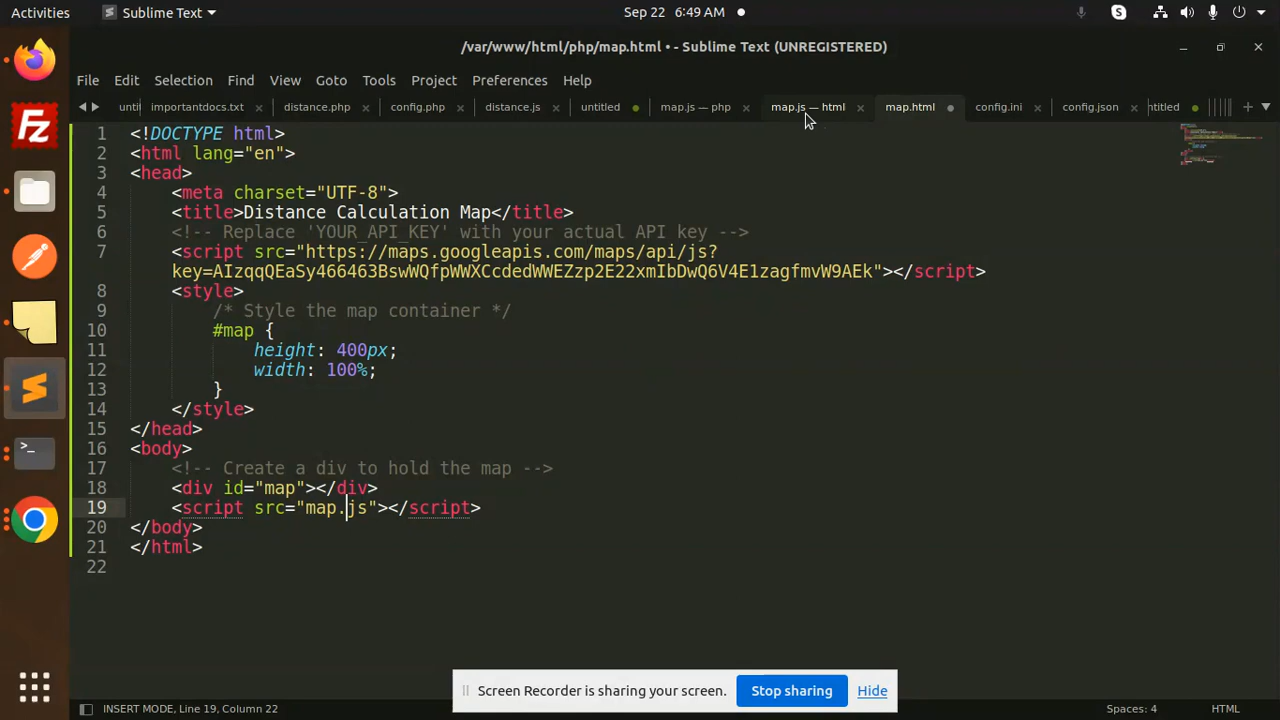 Activities
Sublime Text
Sep 22 6:49 AM
/var/www/html/php/map.html • - Sublime Text (UNREGISTERED)
File Edit Selection Find View Goto Tools Project Preferences Help
unti importantdocs.txt distance.php config.php distance.js untitled map.js — php map.js — html map.html config.ini config.json ntitled
1 <!DOCTYPE html>
2 <html lang="en">
3 <head>
4 <meta charset="UTF-8">
5 <title>Distance Calculation Map</title>
6 <!-- Replace 'YOUR_API_KEY' with your actual API key -->
7 <script src="https://maps.googleapis.com/maps/api/js?
key=AIzqqQEaSy466463BswWQfpWWXCcdedWWEZzp2E22xmIbDwQ6V4E1zagfmvW9AEk"></script>
8 <style>
9 /* Style the map container */
10 #map {
11 height: 400px;
12 width: 100%;
13 }
14 </style>
15 </head>
16 <body>
17 <!-- Create a div to hold the map -->
18 <div id="map"></div>
19 <script src="map.js"></script>
20 </body>
21 </html>
22
Screen Recorder is sharing your screen. Stop sharing Hide
INSERT MODE, Line 19, Column 22 Spaces: 4 HTML